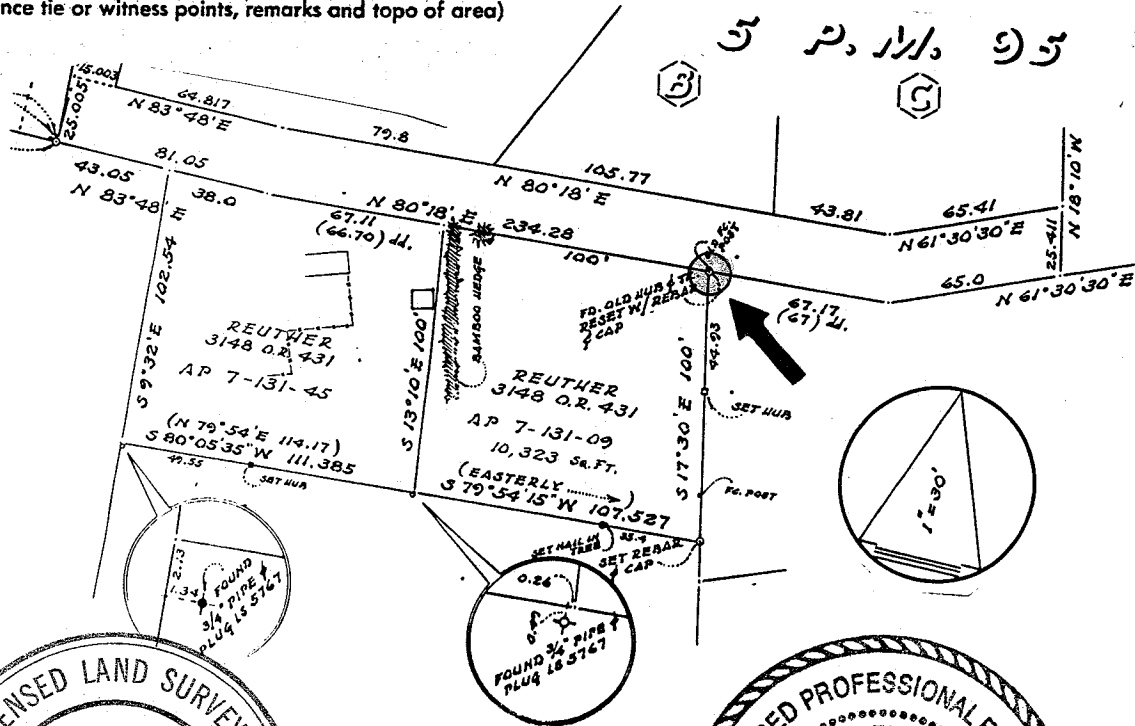 nce tie or witness points, remarks and topo of area)
5 P.M. 95
B
C
15.003
25.005
64.817
N 83°48'E
79.8
105.77
N 80°18'E
43.81
65.41
N 61°30'30"E
N 18°10'W
25.411
81.05
43.05
N 83°48'E
38.0
N 80°18'E
67.11
(66.70) dd.
234.28
100'
FC. POST
FD. OLD HUB & T
RESET W/ REBAR
& CAP
67.17
(67) dd.
65.0
N 61°30'30"E
S 9°32'E 102.54
REUTHER
3148 O.R. 431
AP 7-131-45
S 13°10'E 100'
BAMBOO HEDGE
REUTHER
3148 O.R. 431
AP 7-131-09
10,323 SQ.FT.
S 17°30'E 100'
44.93
SET HUB
FC. POST
(N 79°54'E 114.17)
S 80°05'35"W 111.385
49.55
SET HUB
(EASTERLY
)
S 79°54'15"W 107.527
SET NAIL IN
TREE
35.4
SET REBAR
& CAP
1"=30'
2.13
1.34
FOUND
3/4" PIPE &
PLUG LS 5767
0.26
FOUND 3/4" PIPE &
PLUG LS 5767
ENSED LAND SURVEY
ED PROFESSIONAL E